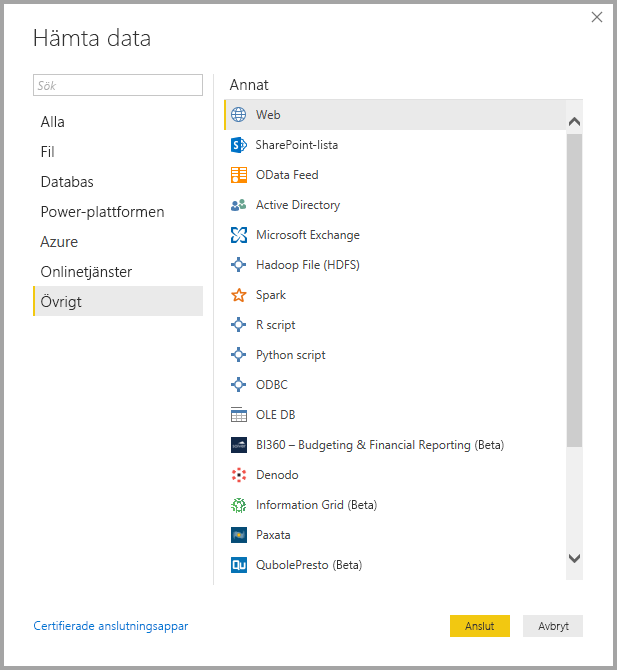 Hämta data
Sök
Alla
Fil
Databas
Power-plattformen
Azure
Onlinetjänster
Övrigt
Annat
Web
SharePoint-lista
OData Feed
Active Directory
Microsoft Exchange
Hadoop File (HDFS)
Spark
R script
Python script
ODBC
OLE DB
BI360 – Budgeting & Financial Reporting (Beta)
Denodo
Information Grid (Beta)
Paxata
Qu QubolePresto (Beta)
Certifierade anslutningsappar
Anslut
Avbryt